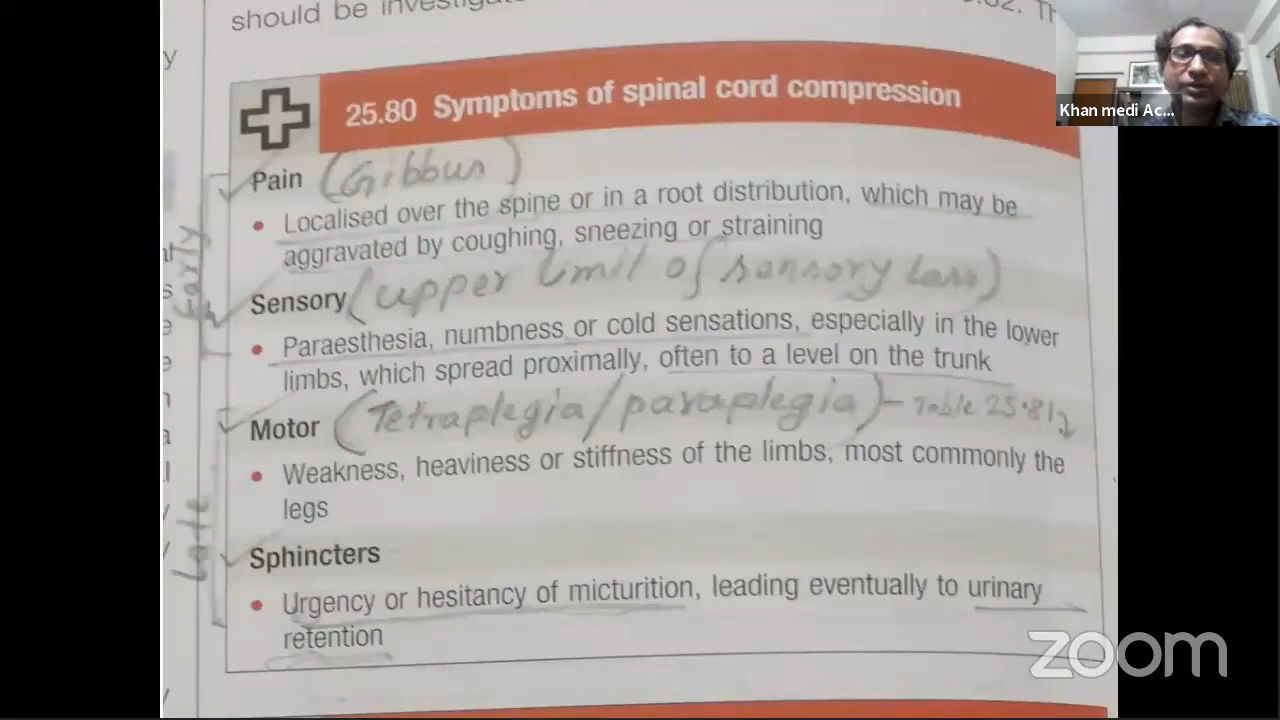 should be investig
25.80 Symptoms of spinal cord compression
Pain (Gibbus)
• Localised over the spine or in a root distribution, which may be
aggravated by coughing, sneezing or straining
Sensory (upper limit of sensory loss)
• Paraesthesia, numbness or cold sensations, especially in the lower
limbs, which spread proximally, often to a level on the trunk
Early
Motor (Tetraplegia/paraplegia) – Table 25.81
• Weakness, heaviness or stiffness of the limbs, most commonly the
legs
Sphincters
• Urgency or hesitancy of micturition, leading eventually to urinary
retention
Late
Khan medi Ac...
zoom